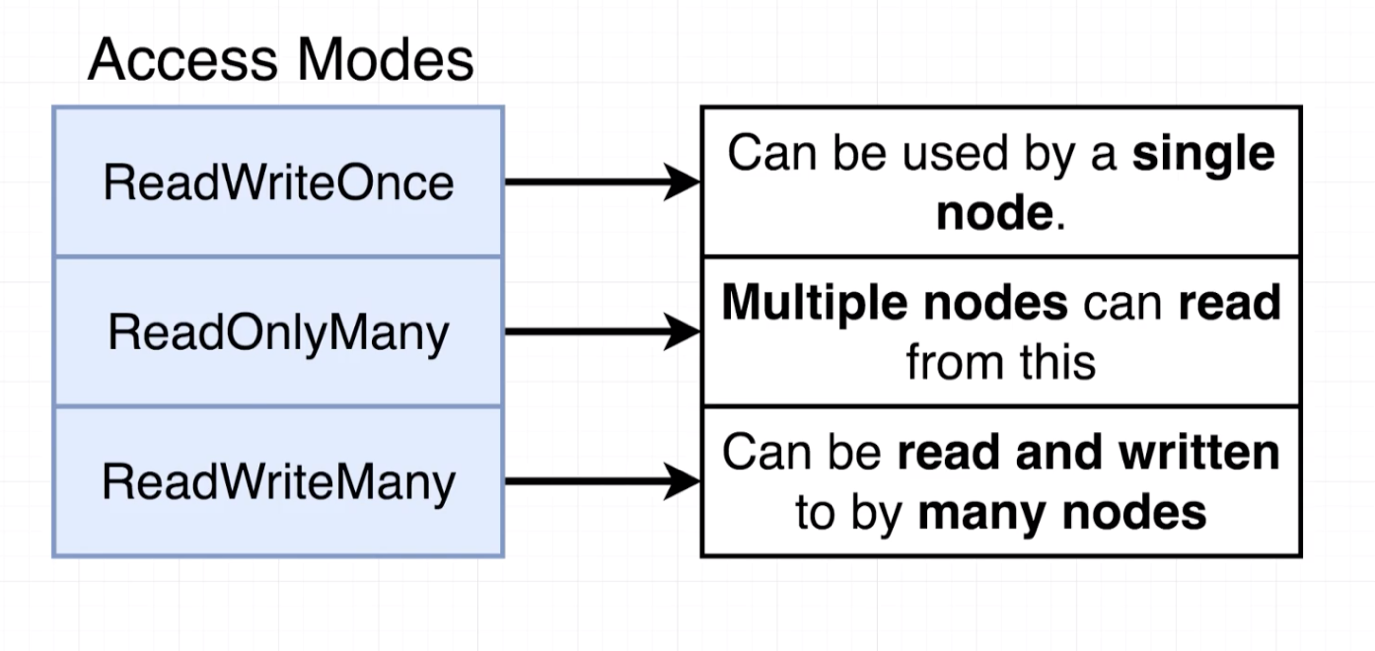 Access Modes
ReadWriteOnce
Can be used by a single
node.
ReadOnlyMany
Multiple nodes can read
from this
ReadWriteMany
Can be read and written
to by many nodes